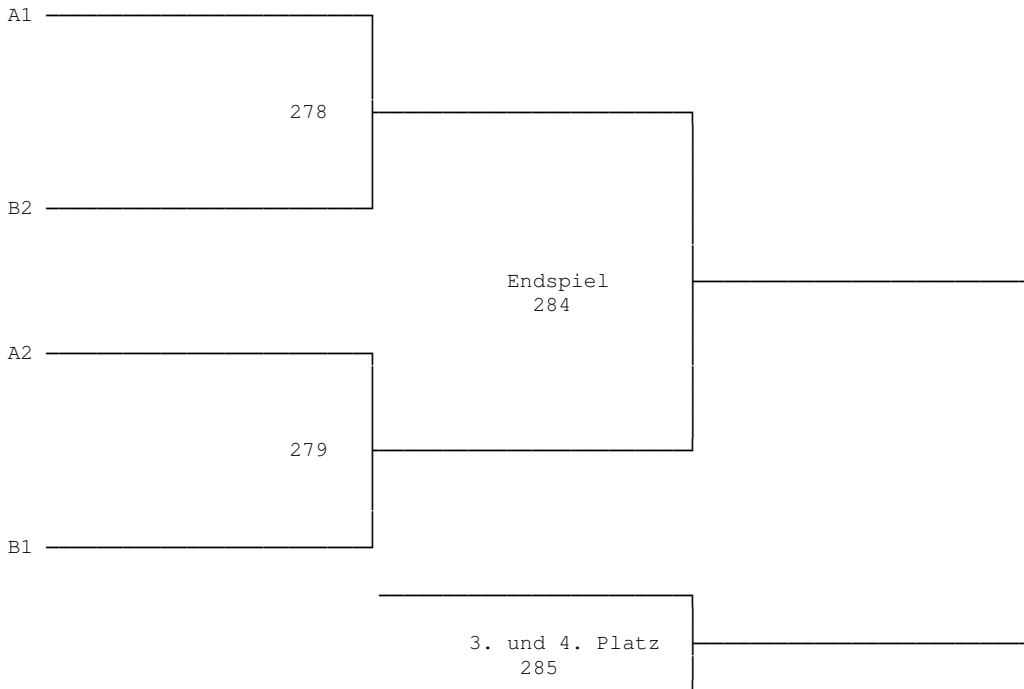 A1
278
B2
Endspiel
284
A2
279
B1
3. und 4. Platz
285